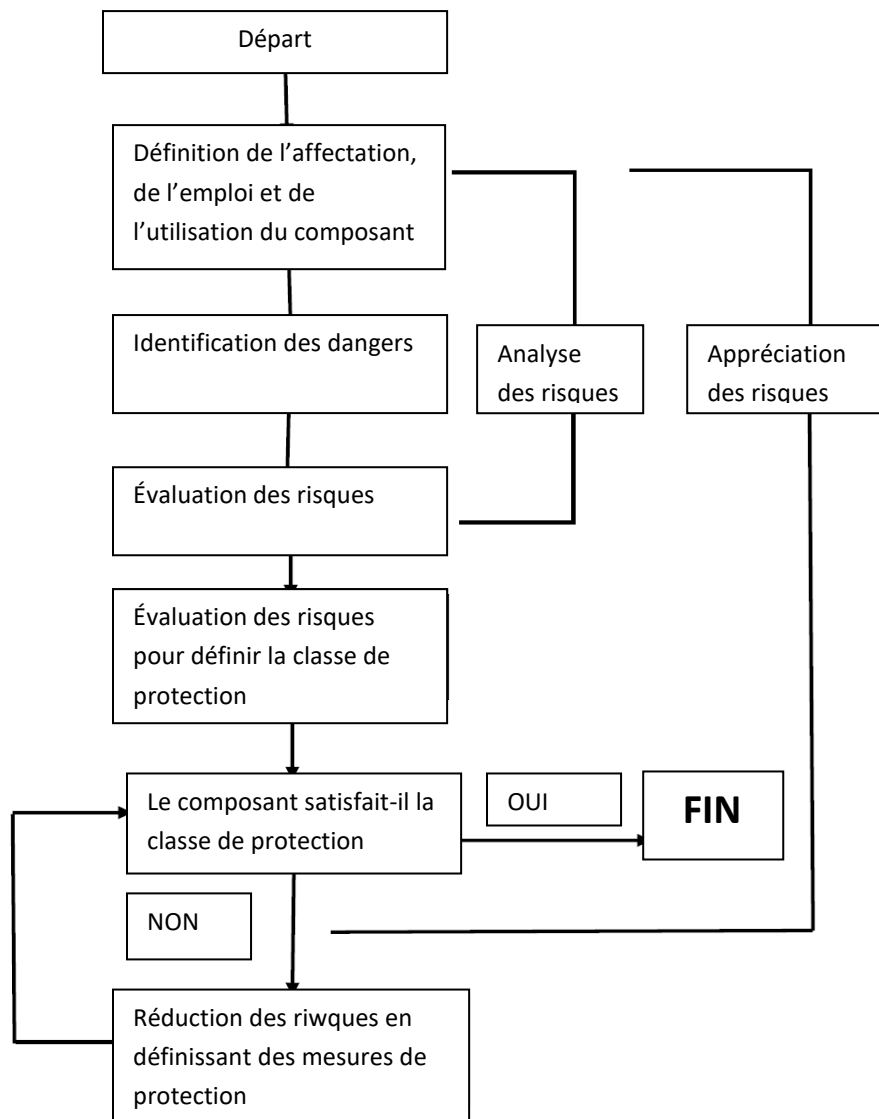 Départ
Définition de l’affectation,
de l’emploi et de
l’utilisation du composant
Identification des dangers
Analyse
des risques
Appréciation
des risques
Évaluation des risques
Évaluation des risques
pour définir la classe de
protection
Le composant satisfait-il la
classe de protection
OUI
FIN
NON
Réduction des riwques en
définissant des mesures de
protection